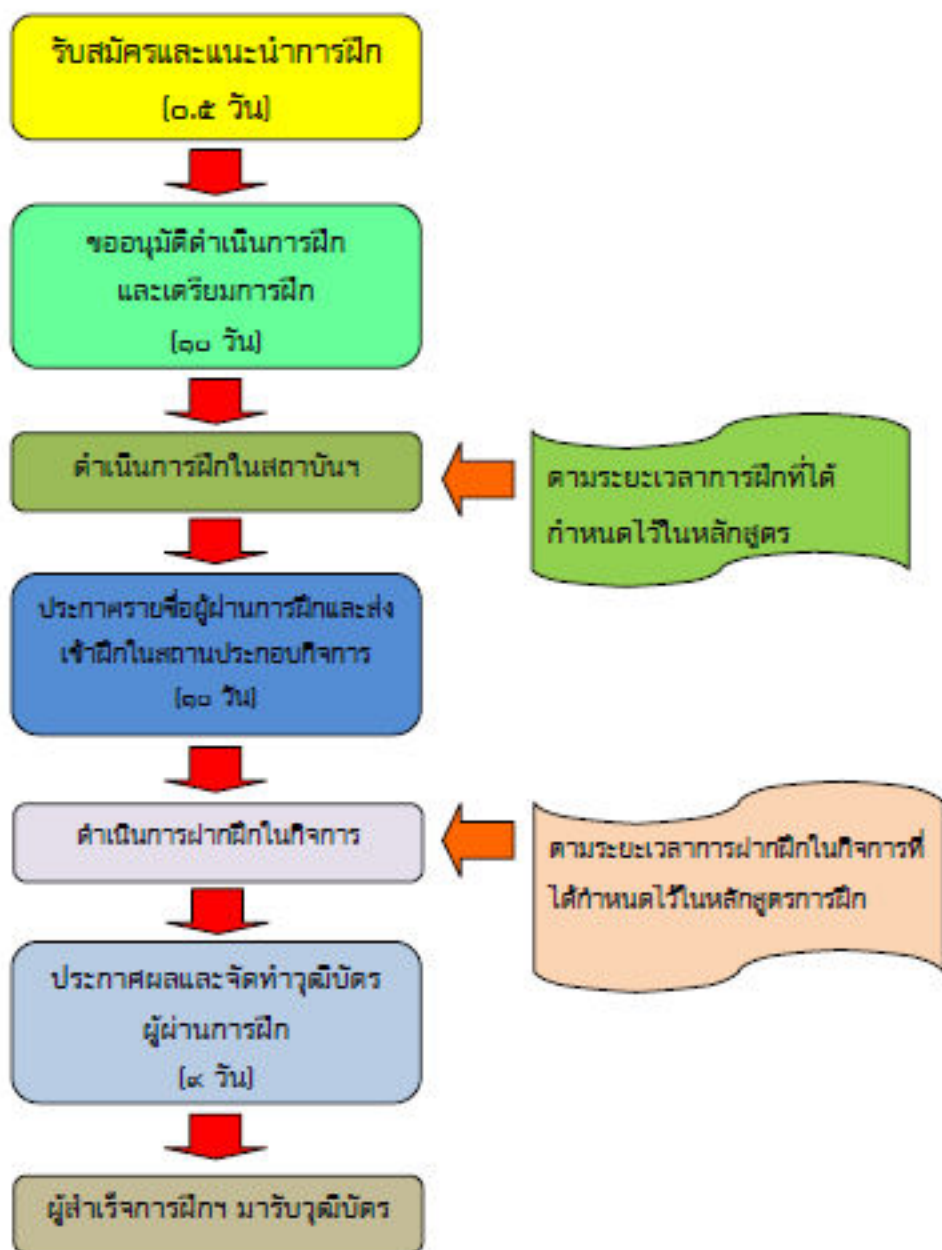 รับสมัครและแนะนำการฝึก
(๐.๕ วัน)
ขออนุมัติดำเนินการฝึก
และเตรียมการฝึก
(๑๐ วัน)
ดำเนินการฝึกในสถาบันฯ
ตามระยะเวลาการฝึกที่ได้
กำหนดไว้ในหลักสูตร
ประกาศรายชื่อผู้ผ่านการฝึกและส่ง
เข้าฝึกในสถานประกอบกิจการ
(๑๐ วัน)
ดำเนินการฝากฝึกในกิจการ
ตามระยะเวลาการฝากฝึกในกิจการที่
ได้กำหนดไว้ในหลักสูตรการฝึก
ประกาศผลและจัดทำวุฒิบัตร
ผู้ผ่านการฝึก
(๙ วัน)
ผู้สำเร็จการฝึกฯ มารับวุฒิบัตร